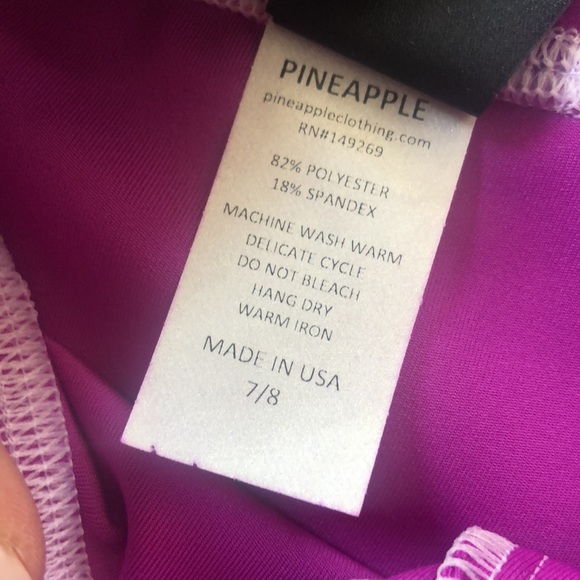 PINEAPPLE
pineappleclothing.com
RN#149269
82% POLYESTER
18% SPANDEX
MACHINE WASH WARM
DELICATE CYCLE
DO NOT BLEACH
HANG DRY
WARM IRON
MADE IN USA
7/8